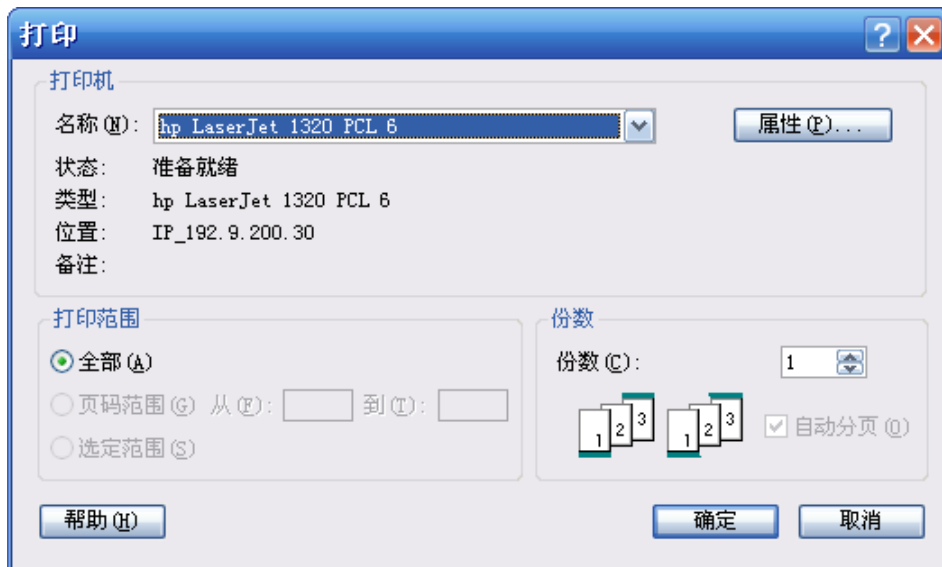 打印
打印机
名称(N): hp LaserJet 1320 PCL 6 属性(P)...
状态: 准备就绪
类型: hp LaserJet 1320 PCL 6
位置: IP_192.9.200.30
备注:
打印范围
全部(A)
页码范围(G) 从(F): 到(T):
选定范围(S)
份数
份数(C): 1
1 2 3 1 2 3 自动分页(O)
帮助(H) 确定 取消